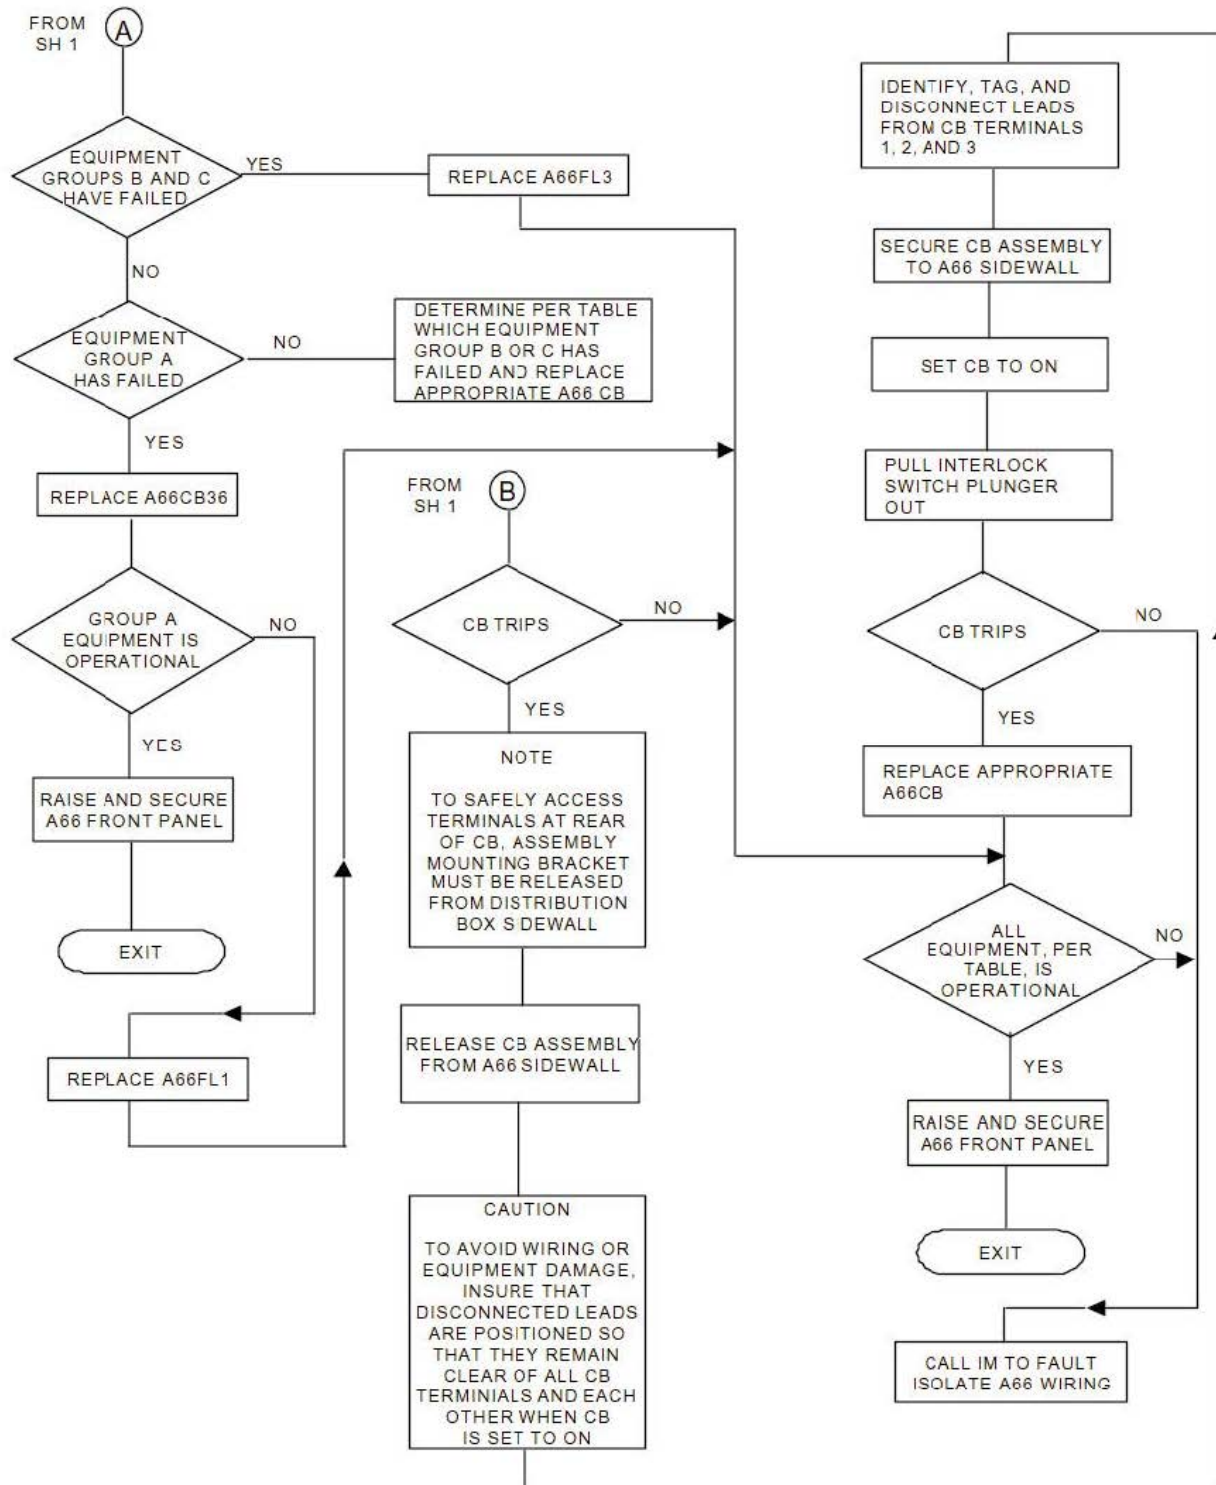 FROM
SH 1
A
EQUIPMENT
GROUPS B AND C
HAVE FAILED
YES
REPLACE A66FL3
NO
EQUIPMENT
GROUP A
HAS FAILED
NO
DETERMINE PER TABLE
WHICH EQUIPMENT
GROUP B OR C HAS
FAILED AND REPLACE
APPROPRIATE A66 CB
YES
REPLACE A66CB36
GROUP A
EQUIPMENT IS
OPERATIONAL
NO
YES
RAISE AND SECURE
A66 FRONT PANEL
EXIT
REPLACE A66FL1
FROM
SH 1
B
CB TRIPS
NO
YES
NOTE
TO SAFELY ACCESS
TERMINALS AT REAR
OF CB, ASSEMBLY
MOUNTING BRACKET
MUST BE RELEASED
FROM DISTRIBUTION
BOX SIDEWALL
RELEASE CB ASSEMBLY
FROM A66 SIDEWALL
CAUTION
TO AVOID WIRING OR
EQUIPMENT DAMAGE,
INSURE THAT
DISCONNECTED LEADS
ARE POSITIONED SO
THAT THEY REMAIN
CLEAR OF ALL CB
TERMINIALS AND EACH
OTHER WHEN CB
IS SET TO ON
IDENTIFY, TAG, AND
DISCONNECT LEADS
FROM CB TERMINALS
1, 2, AND 3
SECURE CB ASSEMBLY
TO A66 SIDEWALL
SET CB TO ON
PULL INTERLOCK
SWITCH PLUNGER
OUT
CB TRIPS
NO
YES
REPLACE APPROPRIATE
A66CB
ALL
EQUIPMENT, PER
TABLE, IS
OPERATIONAL
NO
YES
RAISE AND SECURE
A66 FRONT PANEL
EXIT
CALL IM TO FAULT
ISOLATE A66 WIRING